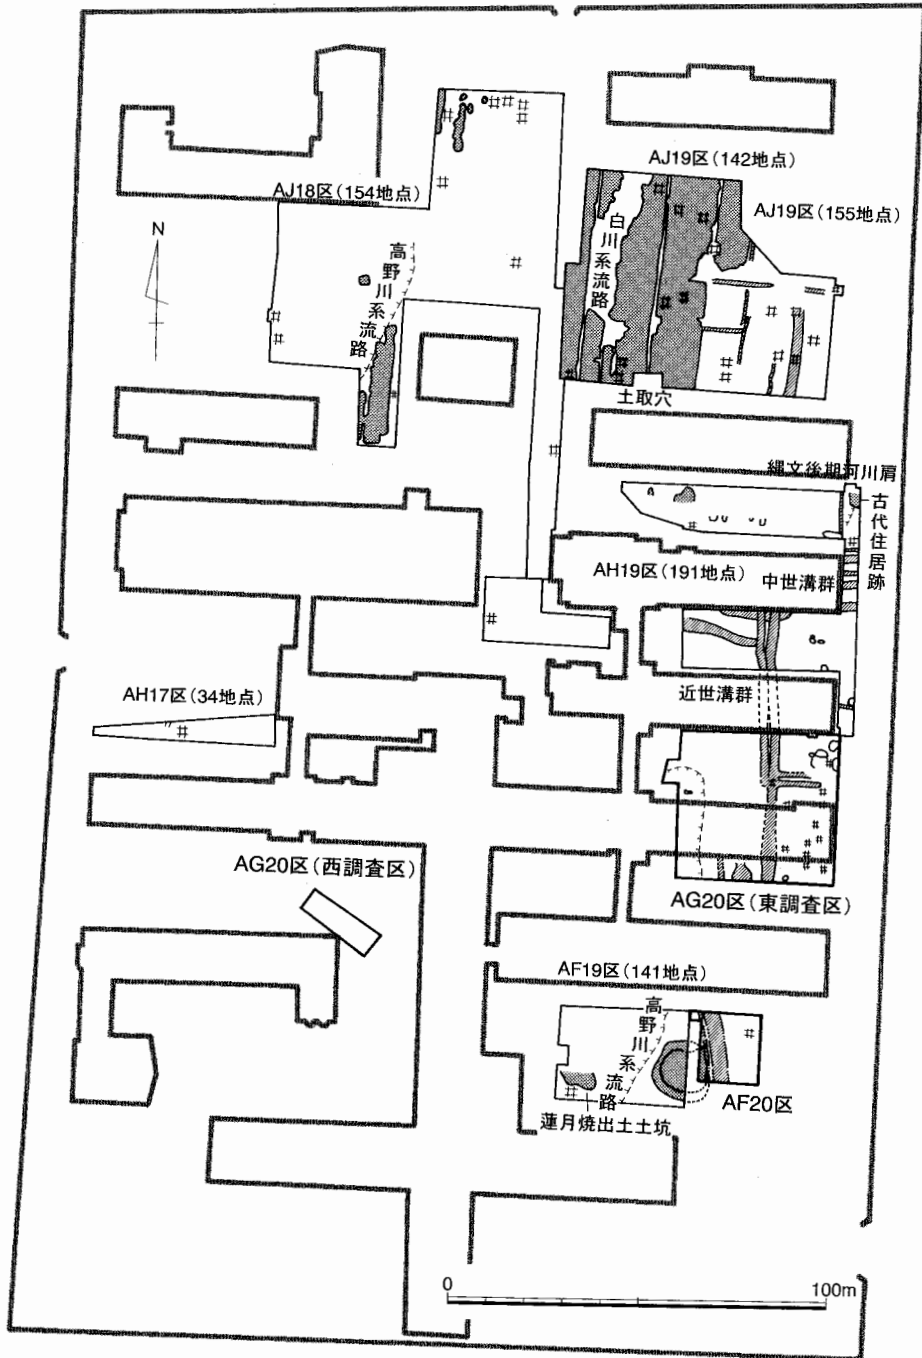 AJ19区(142地点)
AJ18区(154地点)
AJ19区(155地点)
N
高野川系流路
白川系流路
土取穴
縄文後期河川肩
古代住居跡
AH19区(191地点)
中世溝群
近世溝群
AH17区(34地点)
AG20区(西調査区)
AG20区(東調査区)
AF19区(141地点)
高野川系流路
AF20区
蓮月焼出土土坑
0
100m